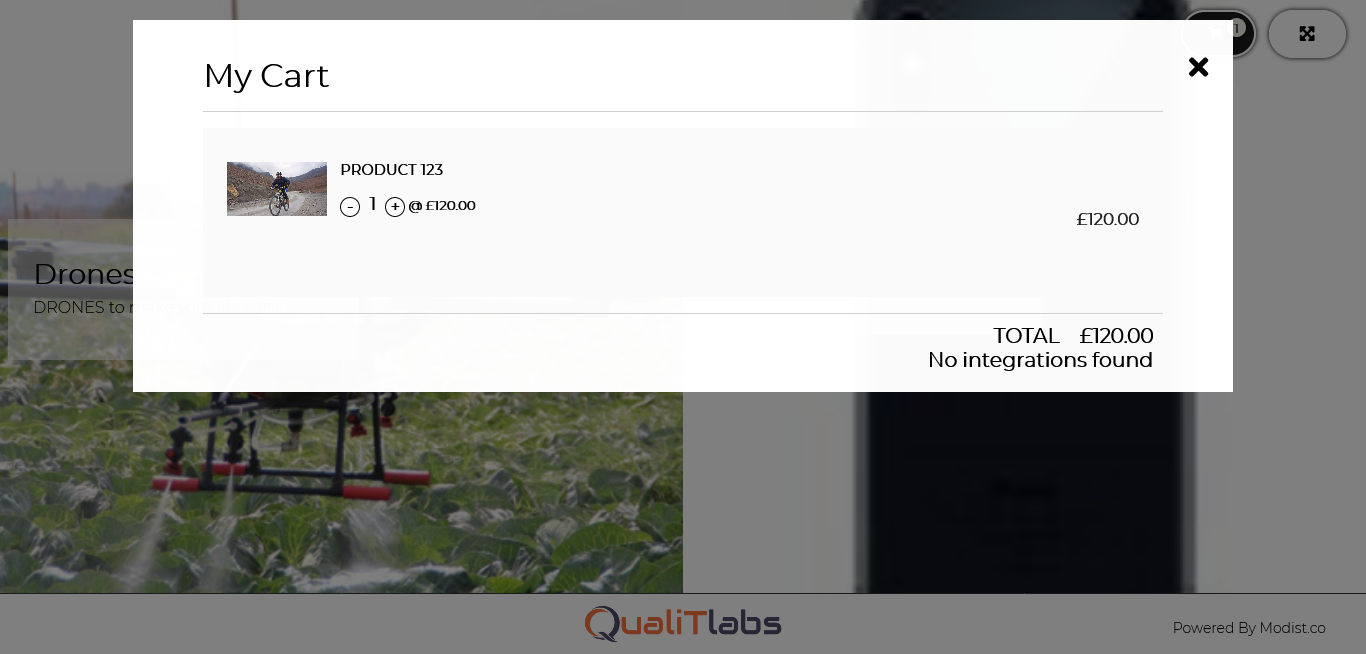 1
My Cart
PRODUCT 123
- 1 + @ £120.00
£120.00
Drones
DRONES to
TOTAL £120.00
No integrations found
QualiTlabs
Powered By Modist.co